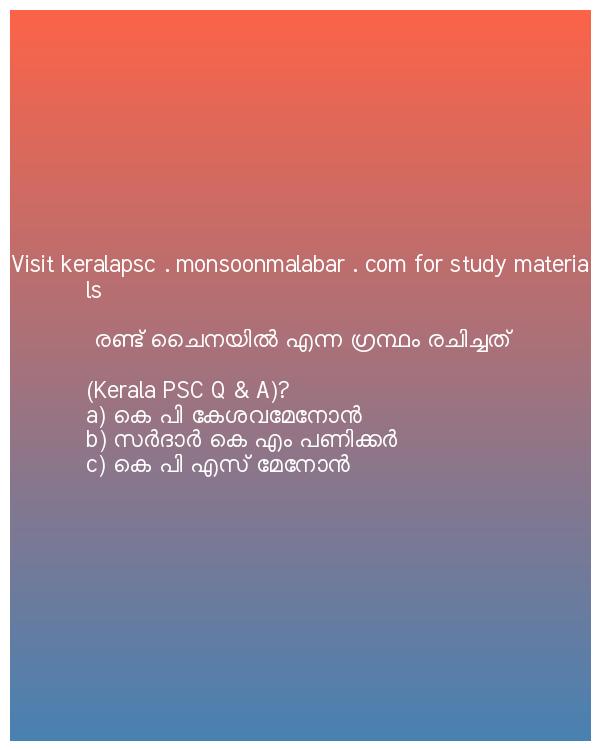 Visit keralapsc . monsoonmalabar . com for study materia
ls
രണ്ട് ചൈനയിൽ എന്ന ഗ്രന്ഥം രചിച്ചത്
(Kerala PSC Q & A)?
a) കെ പി കേശവമേനോൻ
b) സർദാർ കെ എം പണിക്കർ
c) കെ പി എസ് മേനോൻ